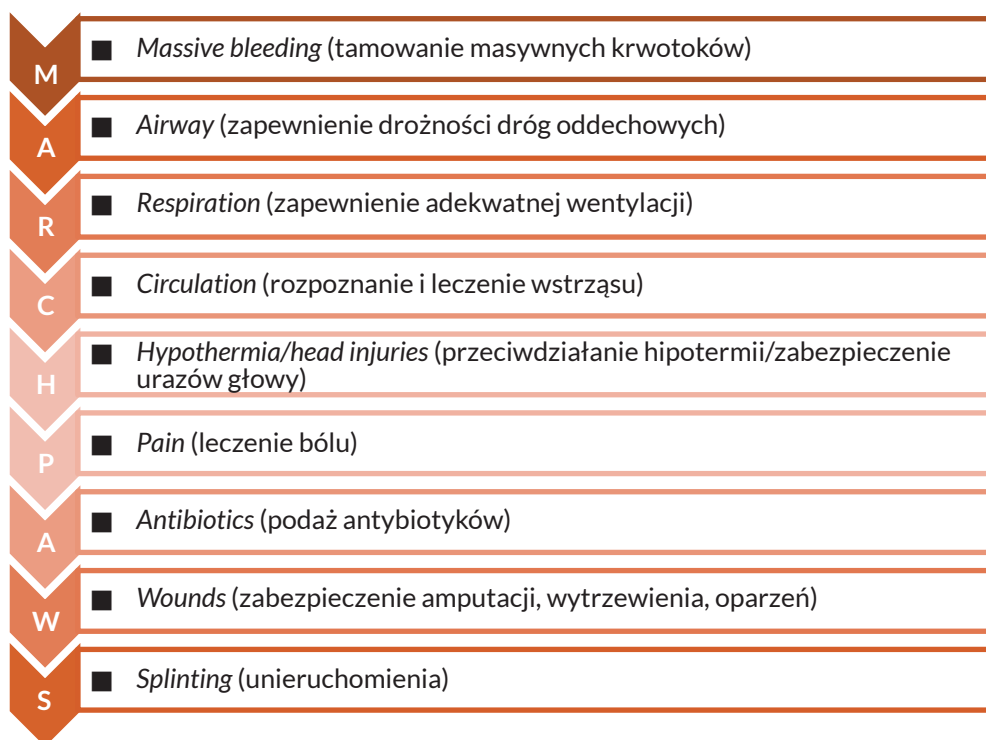 M
■ Massive bleeding (tamowanie masywnych krwotoków)
A
■ Airway (zapewnienie drożności dróg oddechowych)
R
■ Respiration (zapewnienie adekwatnej wentylacji)
C
■ Circulation (rozpoznanie i leczenie wstrząsu)
H
■ Hypothermia/head injuries (przeciwdziałanie hipotermii/zabezpieczenie
urazów głowy)
P
■ Pain (leczenie bólu)
A
■ Antibiotics (podaż antybiotyków)
W
■ Wounds (zabezpieczenie amputacji, wytrzewienia, oparzeń)
S
■ Splinting (unieruchomienia)